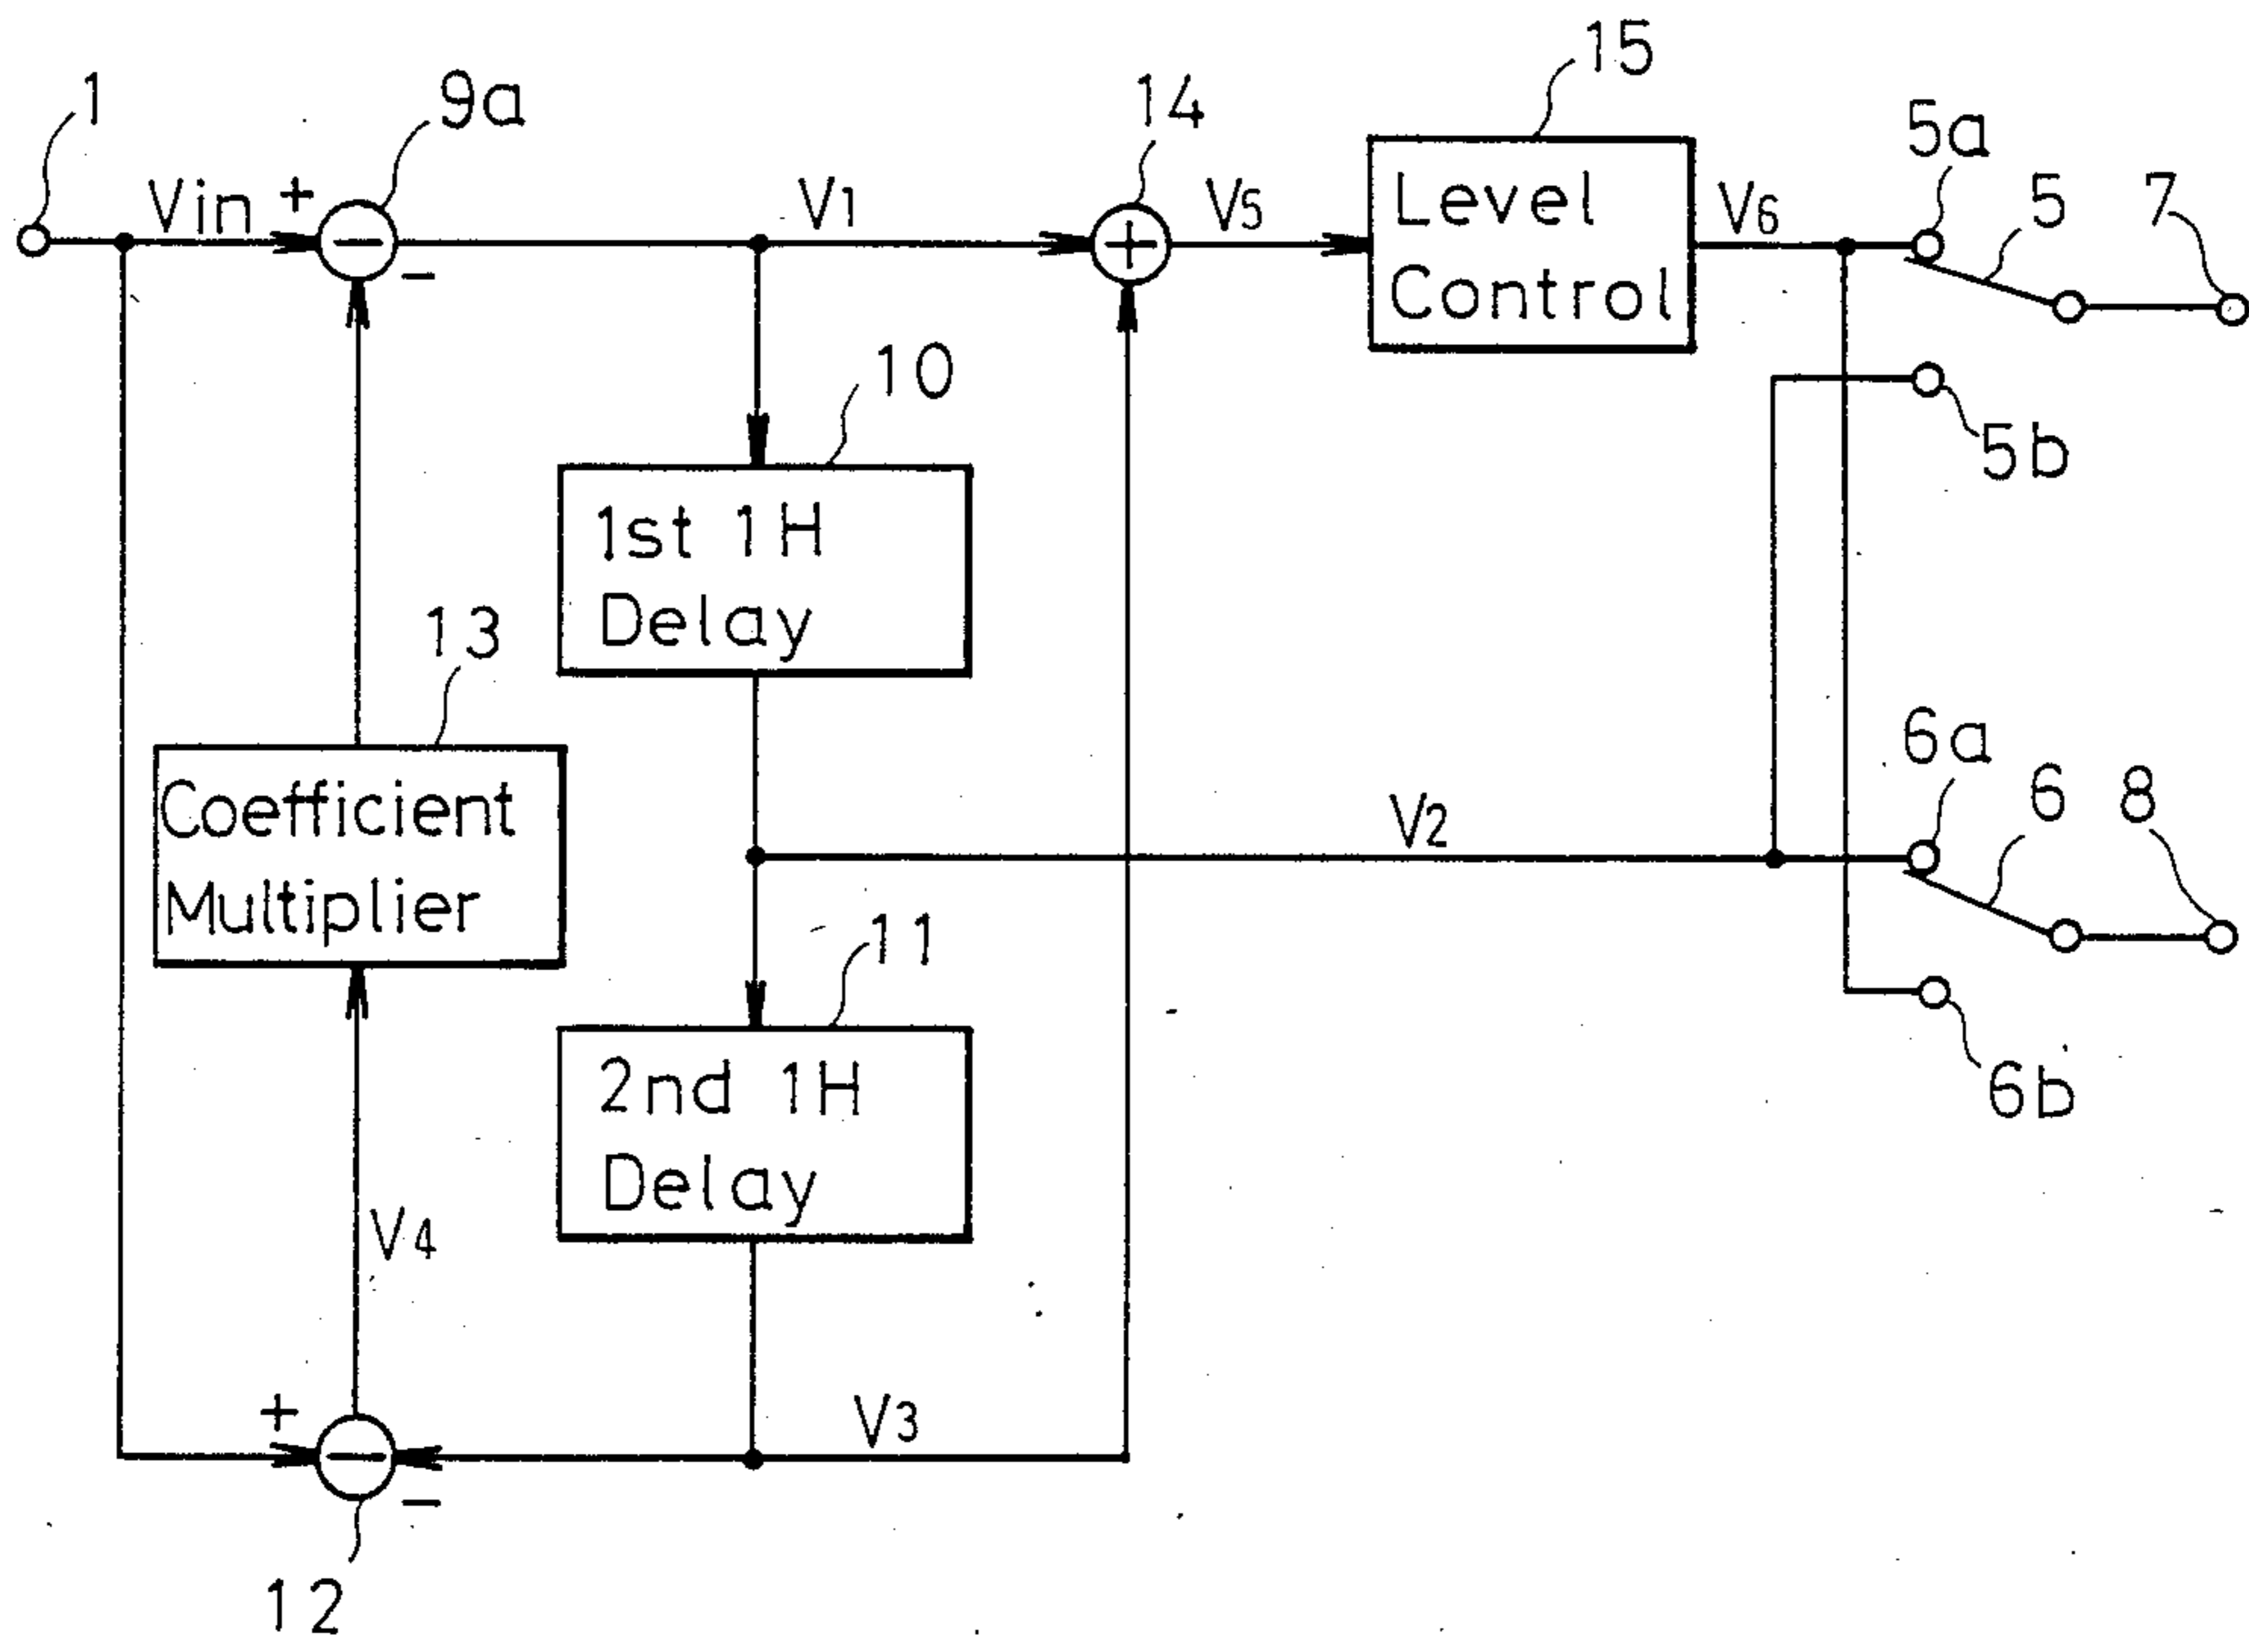 1
9a
14
15
5a
5
7
Vin
+
−
−
V1
+
V5
Level
Control
V6
10
5b
1st 1H
Delay
13
Coefficient
Multiplier
V2
6a
6
8
11
2nd 1H
Delay
6b
V4
+
−
−
V3
12